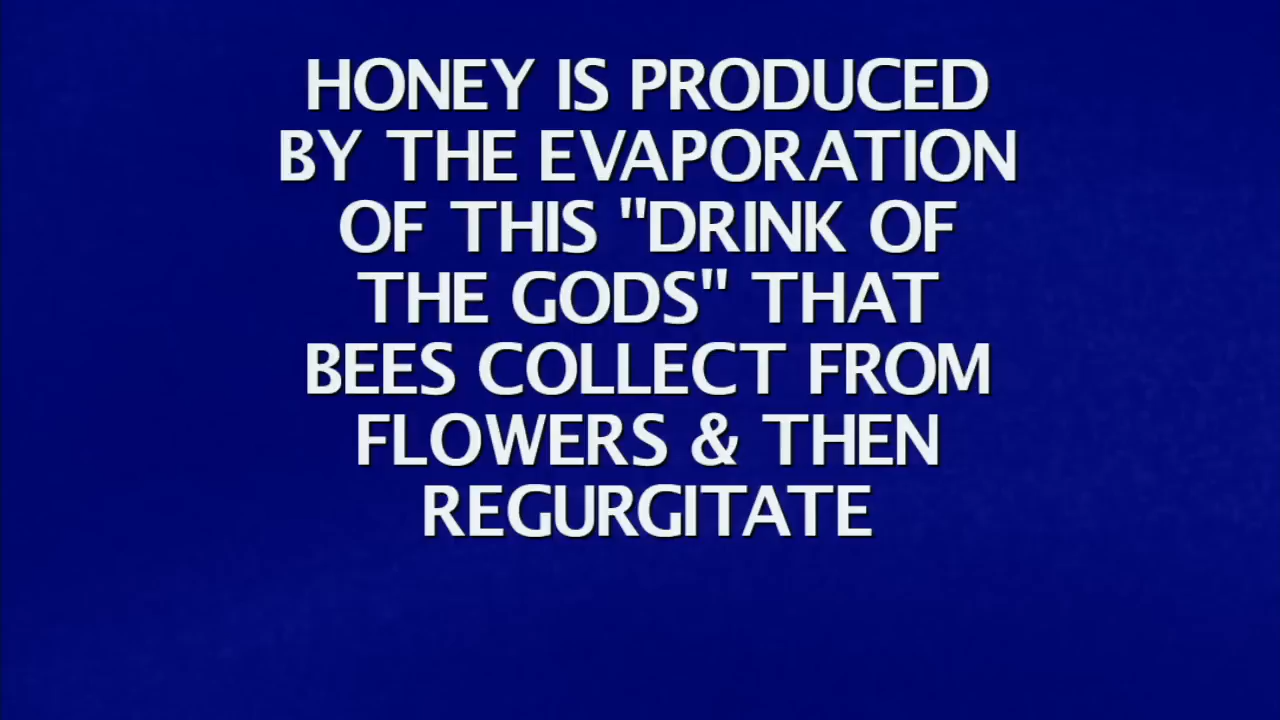 HONEY IS PRODUCED
BY THE EVAPORATION
OF THIS "DRINK OF
THE GODS" THAT
BEES COLLECT FROM
FLOWERS & THEN
REGURGITATE